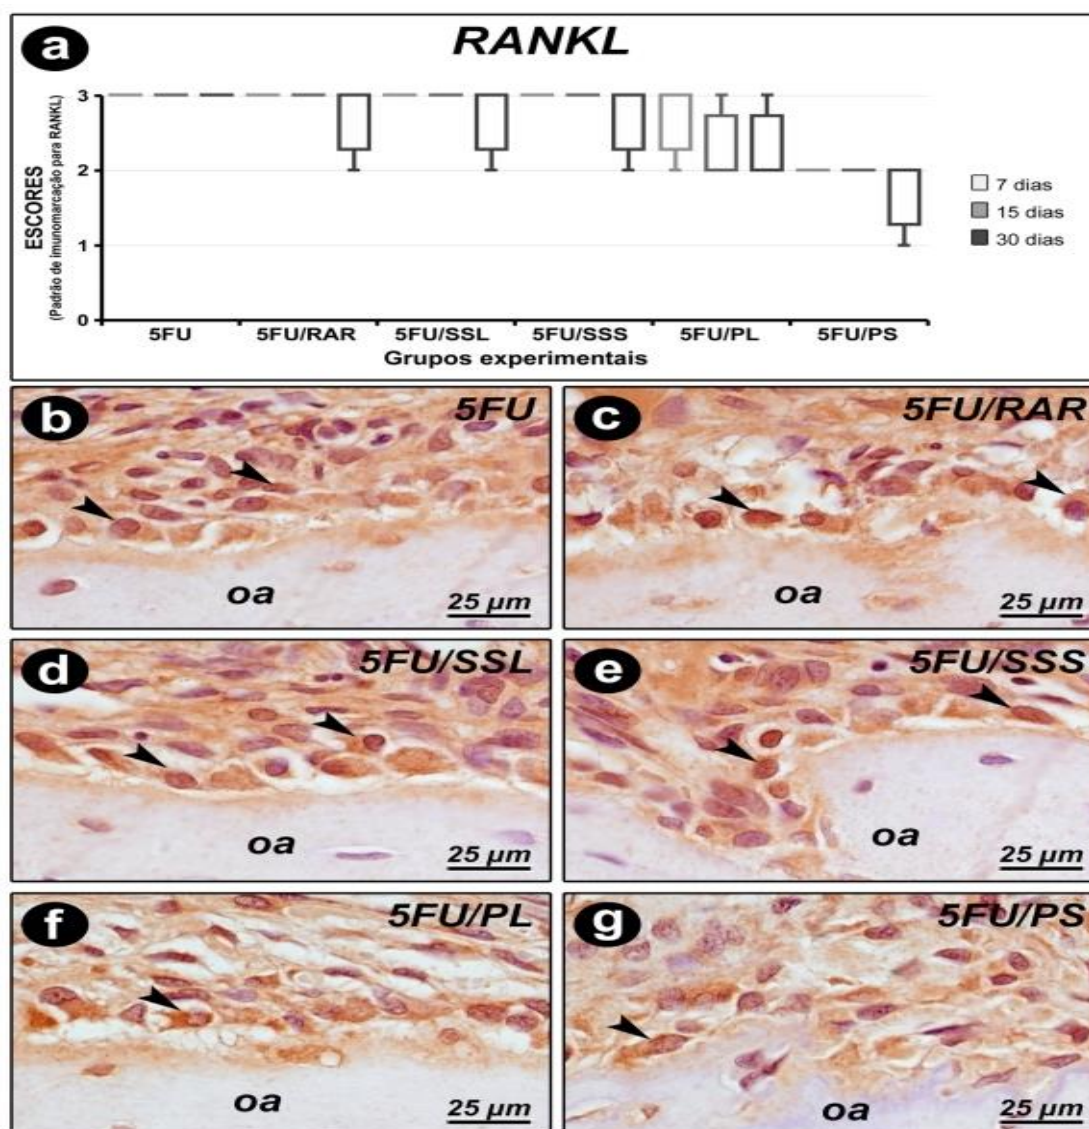 a
RANKL
ESCORES
(Padrão de imunomarcação para RANKL)
3
2
1
0
5FU 5FU/RAR 5FU/SSL 5FU/SSS 5FU/PL 5FU/PS
Grupos experimentais
7 dias
15 dias
30 dias
b
5FU
oa
25 µm
c
5FU/RAR
oa
25 µm
d
5FU/SSL
oa
25 µm
e
5FU/SSS
oa
25 µm
f
5FU/PL
oa
25 µm
g
5FU/PS
oa
25 µm